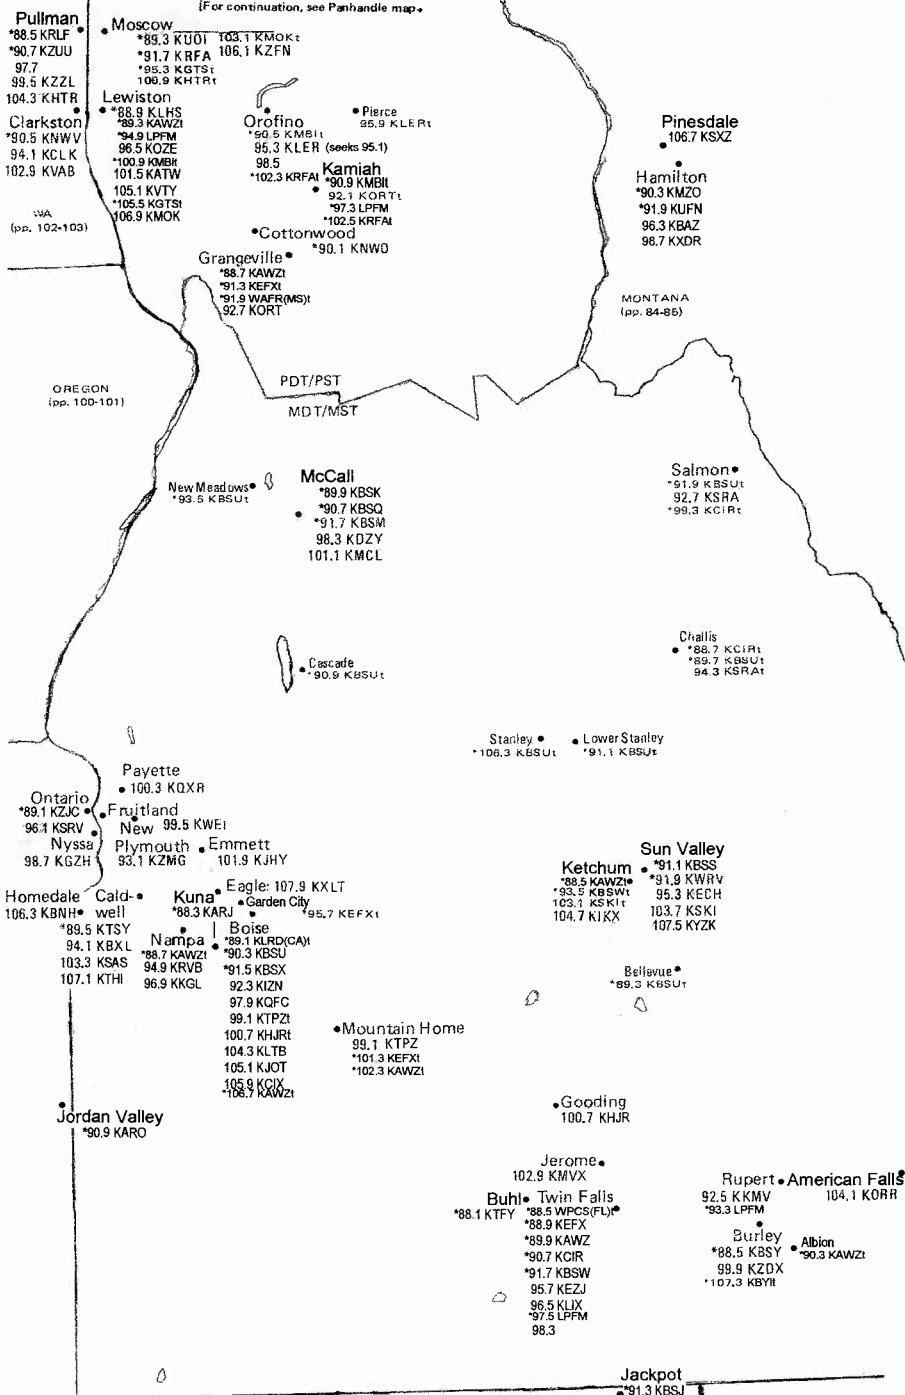 (For continuation, see Panhandle map.
Pullman
*88.5 KRLF
*90.7 KZUU
97.7
99.5 KZZL
104.3 KHTR
Clarkston
*90.5 KNWV
94.1 KCLK
102.9 KVAB
WA
(pp. 102-103)
Moscow
*89.3 KUOI
*91.7 KRFA
*95.3 KGTSt
100.9 KHTRt
103.1 KMOKt
106.1 KZFN
Lewiston
*88.9 KLHS
*89.3 KAWZt
*94.9 LPFM
96.5 KOZE
*100.9 KMBIt
101.5 KATW
105.1 KVTY
*105.5 KGTSt
106.9 KMOK
Orofino
*90.5 KMBIt
95.3 KLER (seeks 95.1)
98.5
*102.3 KRFAt
Pierce
95.9 KLERt
Kamiah
*90.9 KMBIt
92.1 KORTt
*97.3 LPFM
*102.5 KRFAt
Cottonwood
*90.1 KNWO
Grangeville
*88.7 KAWZt
*91.3 KEFXt
*91.9 WAFR(MS)t
92.7 KORT
Pinesdale
106.7 KSXZ
Hamilton
*90.3 KMZO
*91.9 KUFN
96.3 KBAZ
98.7 KXDR
MONTANA
(pp. 84-85)
OREGON
(pp. 100-101)
PDT/PST
MDT/MST
New Meadows
*93.5 KBSUt
McCall
*89.9 KBSK
*90.7 KBSQ
*91.7 KBSM
98.3 KDZY
101.1 KMCL
Salmon
*91.9 KBSUt
92.7 KSRA
*99.3 KCIRt
Challis
*88.7 KCIRt
*89.7 KBSUt
94.3 KSRAt
Cascade
*90.9 KBSUt
Stanley
*106.3 KBSUt
Lower Stanley
*91.1 KBSUt
Payette
100.3 KQXR
Ontario
*89.1 KZJC
96.1 KSRV
Nyssa
98.7 KGZH
Fruitland
99.5 KWEI
New
Plymouth
93.1 KZMG
Emmett
101.9 KJHY
Homedale
106.3 KBNH
Cald-
well
*89.5 KTSY
94.1 KBXL
103.3 KSAS
107.1 KTHI
Kuna
*88.3 KARJ
Eagle: 107.9 KXLT
Garden City
*95.7 KEFXt
Nampa
*88.7 KAWZt
94.9 KRVB
96.9 KKGL
Boise
*89.1 KLRD(CA)t
*90.3 KBSU
*91.5 KBSX
92.3 KIZN
97.9 KQFC
99.1 KTPZt
100.7 KHJRt
104.3 KLTB
105.1 KJOT
105.9 KCIX
*106.7 KAWZt
Mountain Home
99.1 KTPZ
*101.3 KEFXt
*102.3 KAWZt
Ketchum
*88.5 KAWZt
*93.5 KBSWt
103.1 KSKIt
104.7 KIKX
Sun Valley
*91.1 KBSS
*91.9 KWRV
95.3 KECH
103.7 KSKI
107.5 KYZK
Bellevue
*89.3 KBSUt
Jordan Valley
*90.9 KARO
Gooding
100.7 KHJR
Jerome
102.9 KMVX
Buhl
*88.1 KTFY
Twin Falls
*88.5 WPCS(FL)t
*88.9 KEFX
*89.9 KAWZ
*90.7 KCIR
*91.7 KBSW
95.7 KEZJ
96.5 KLIX
*97.5 LPFM
98.3
Rupert
92.5 KKMV
*93.3 LPFM
American Falls
104.1 KORR
Burley
*88.5 KBSY
99.9 KZDX
*107.3 KBYIt
Albion
*90.3 KAWZt
Jackpot
*91.3 KBSJ